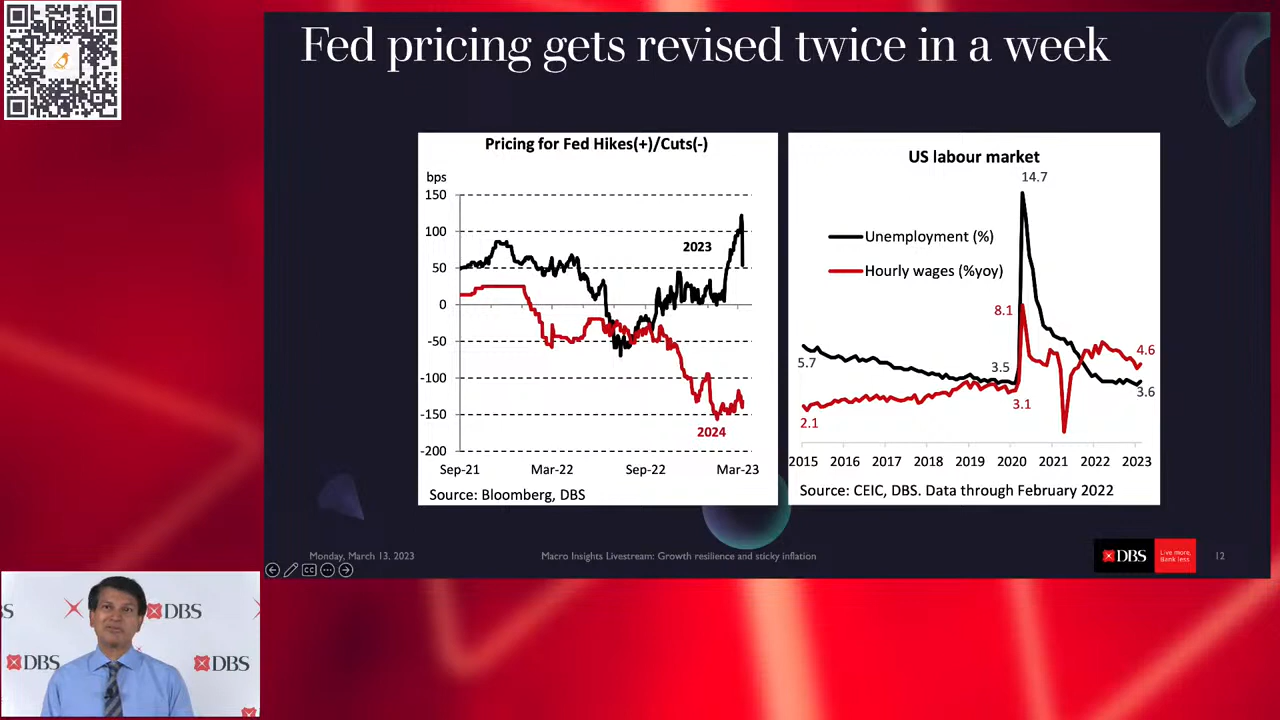 Fed pricing gets revised twice in a week
Pricing for Fed Hikes(+)/Cuts(-)
bps
150
100
50
0
-50
-100
-150
-200
2023
2024
Sep-21 Mar-22 Sep-22 Mar-23
Source: Bloomberg, DBS
US labour market
14.7
Unemployment (%)
Hourly wages (%yoy)
8.1
5.7
3.5
4.6
3.1
3.6
2.1
2015 2016 2017 2018 2019 2020 2021 2022 2023
Source: CEIC, DBS. Data through February 2022
Monday, March 13, 2023
Macro Insights Livestream: Growth resilience and sticky inflation
DBS
Live more,
Bank less
12
CC
DBS
DBS
DBS